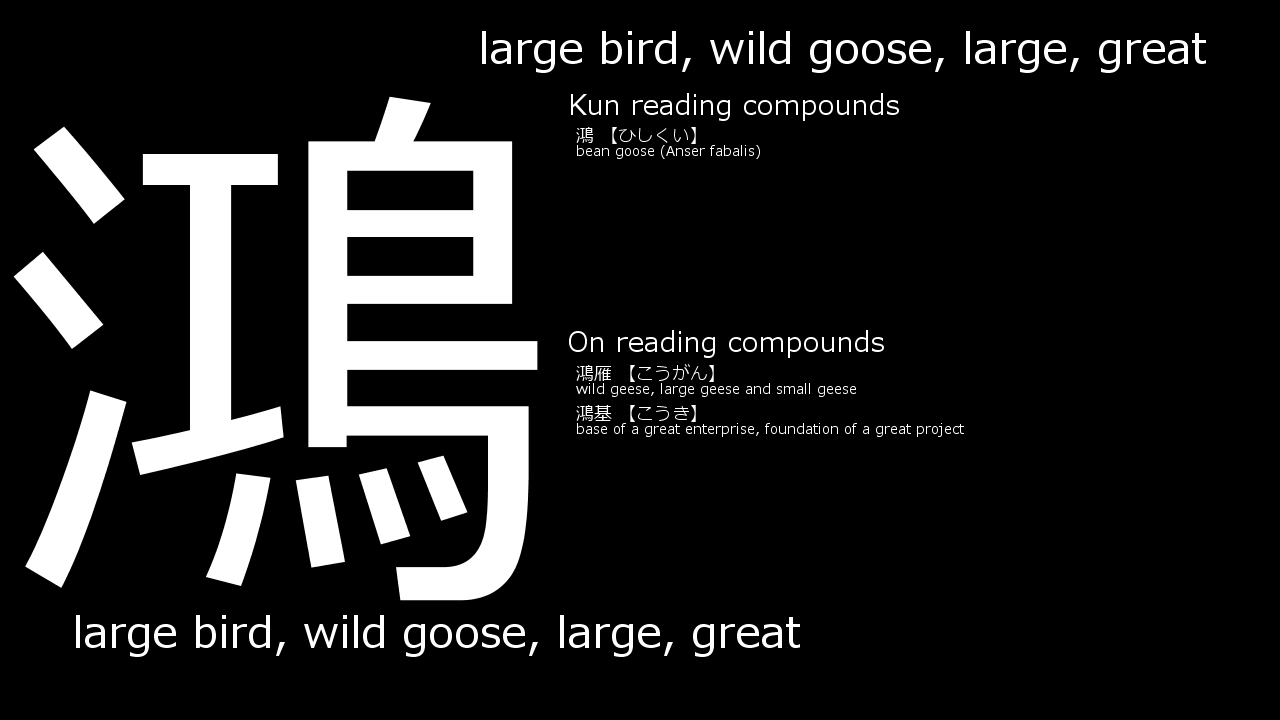 large bird, wild goose, large, great
鴻
Kun reading compounds
鴻 【ひしくい】
bean goose (Anser fabalis)
On reading compounds
鴻雁 【こうがん】
wild geese, large geese and small geese
鴻基 【こうき】
base of a great enterprise, foundation of a great project
large bird, wild goose, large, great